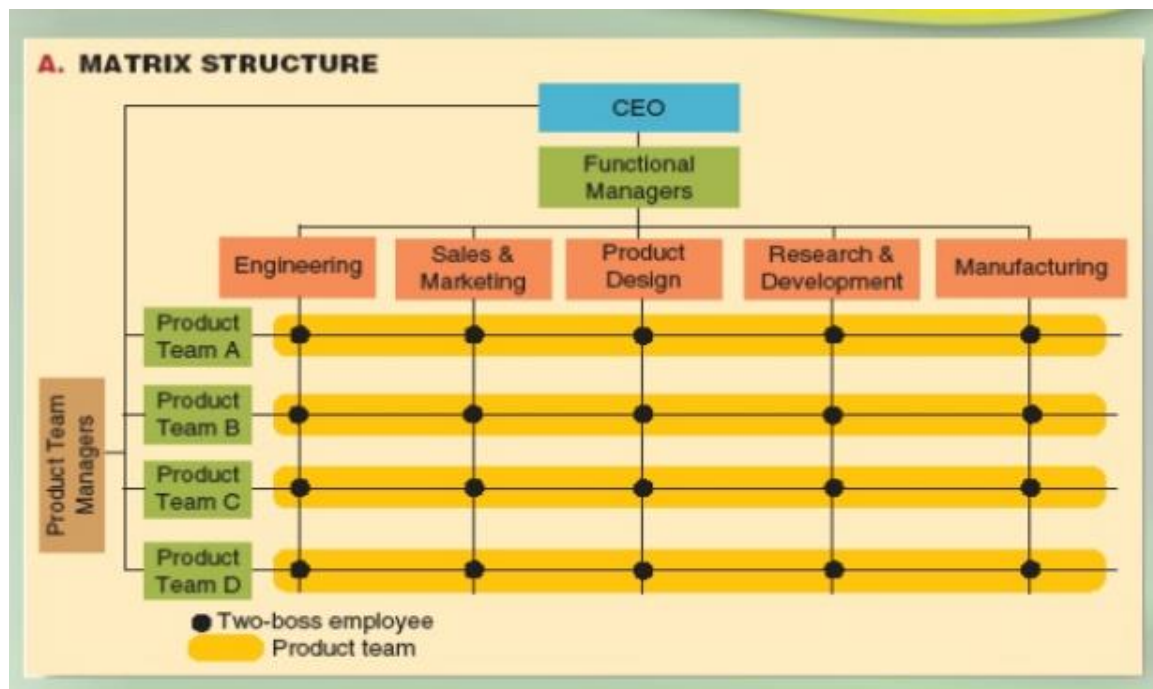 A. MATRIX STRUCTURE
CEO
Functional
Managers
Engineering
Sales &
Marketing
Product
Design
Research &
Development
Manufacturing
Product
Team A
Product
Team B
Product
Team C
Product
Team D
Product Team
Managers
Two-boss employee
Product team